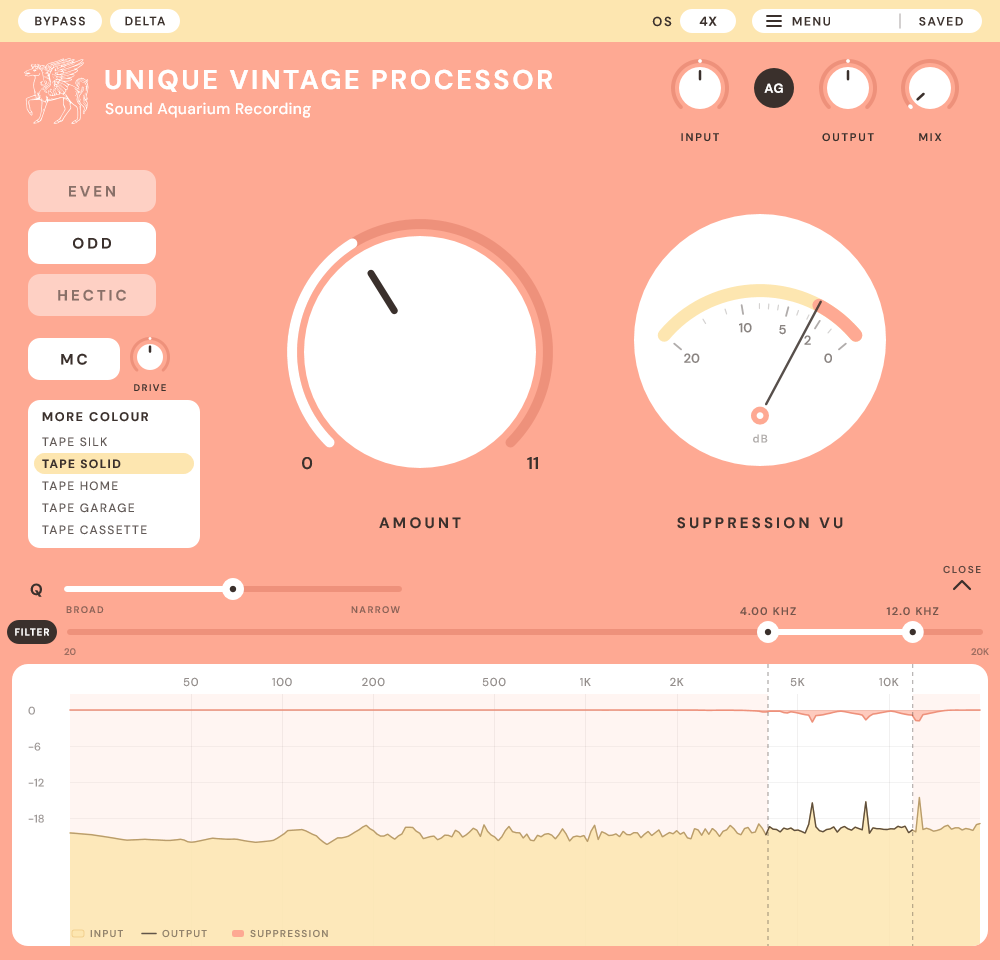 BYPASS DELTA OS 4X MENU SAVED
UNIQUE VINTAGE PROCESSOR
Sound Aquarium Recording
AG
INPUT OUTPUT MIX
EVEN
ODD
HECTIC
MC
DRIVE
MORE COLOUR
TAPE SILK
TAPE SOLID
TAPE HOME
TAPE GARAGE
TAPE CASSETTE
0 11
AMOUNT
20 10 5 2 0
dB
SUPPRESSION VU
CLOSE
Q
BROAD NARROW
4.00 KHZ 12.0 KHZ
FILTER
20 20K
50 100 200 500 1K 2K 5K 10K
0
-6
-12
-18
INPUT OUTPUT SUPPRESSION